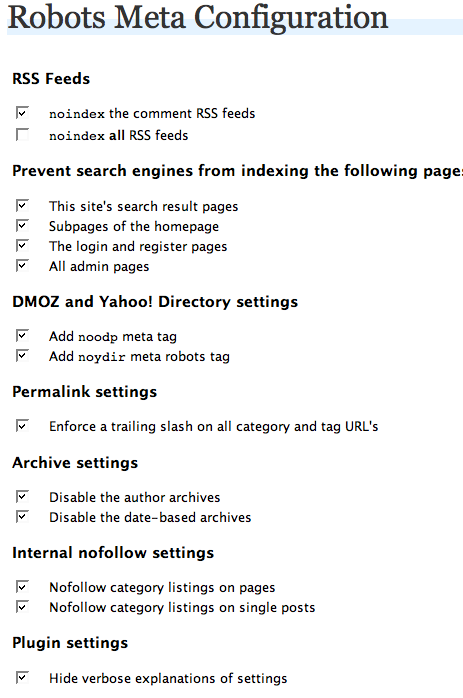 Robots Meta Configuration
RSS Feeds
noindex the comment RSS feeds
noindex all RSS feeds
Prevent search engines from indexing the following pages
This site's search result pages
Subpages of the homepage
The login and register pages
All admin pages
DMOZ and Yahoo! Directory settings
Add noodp meta tag
Add noydir meta robots tag
Permalink settings
Enforce a trailing slash on all category and tag URL's
Archive settings
Disable the author archives
Disable the date-based archives
Internal nofollow settings
Nofollow category listings on pages
Nofollow category listings on single posts
Plugin settings
Hide verbose explanations of settings